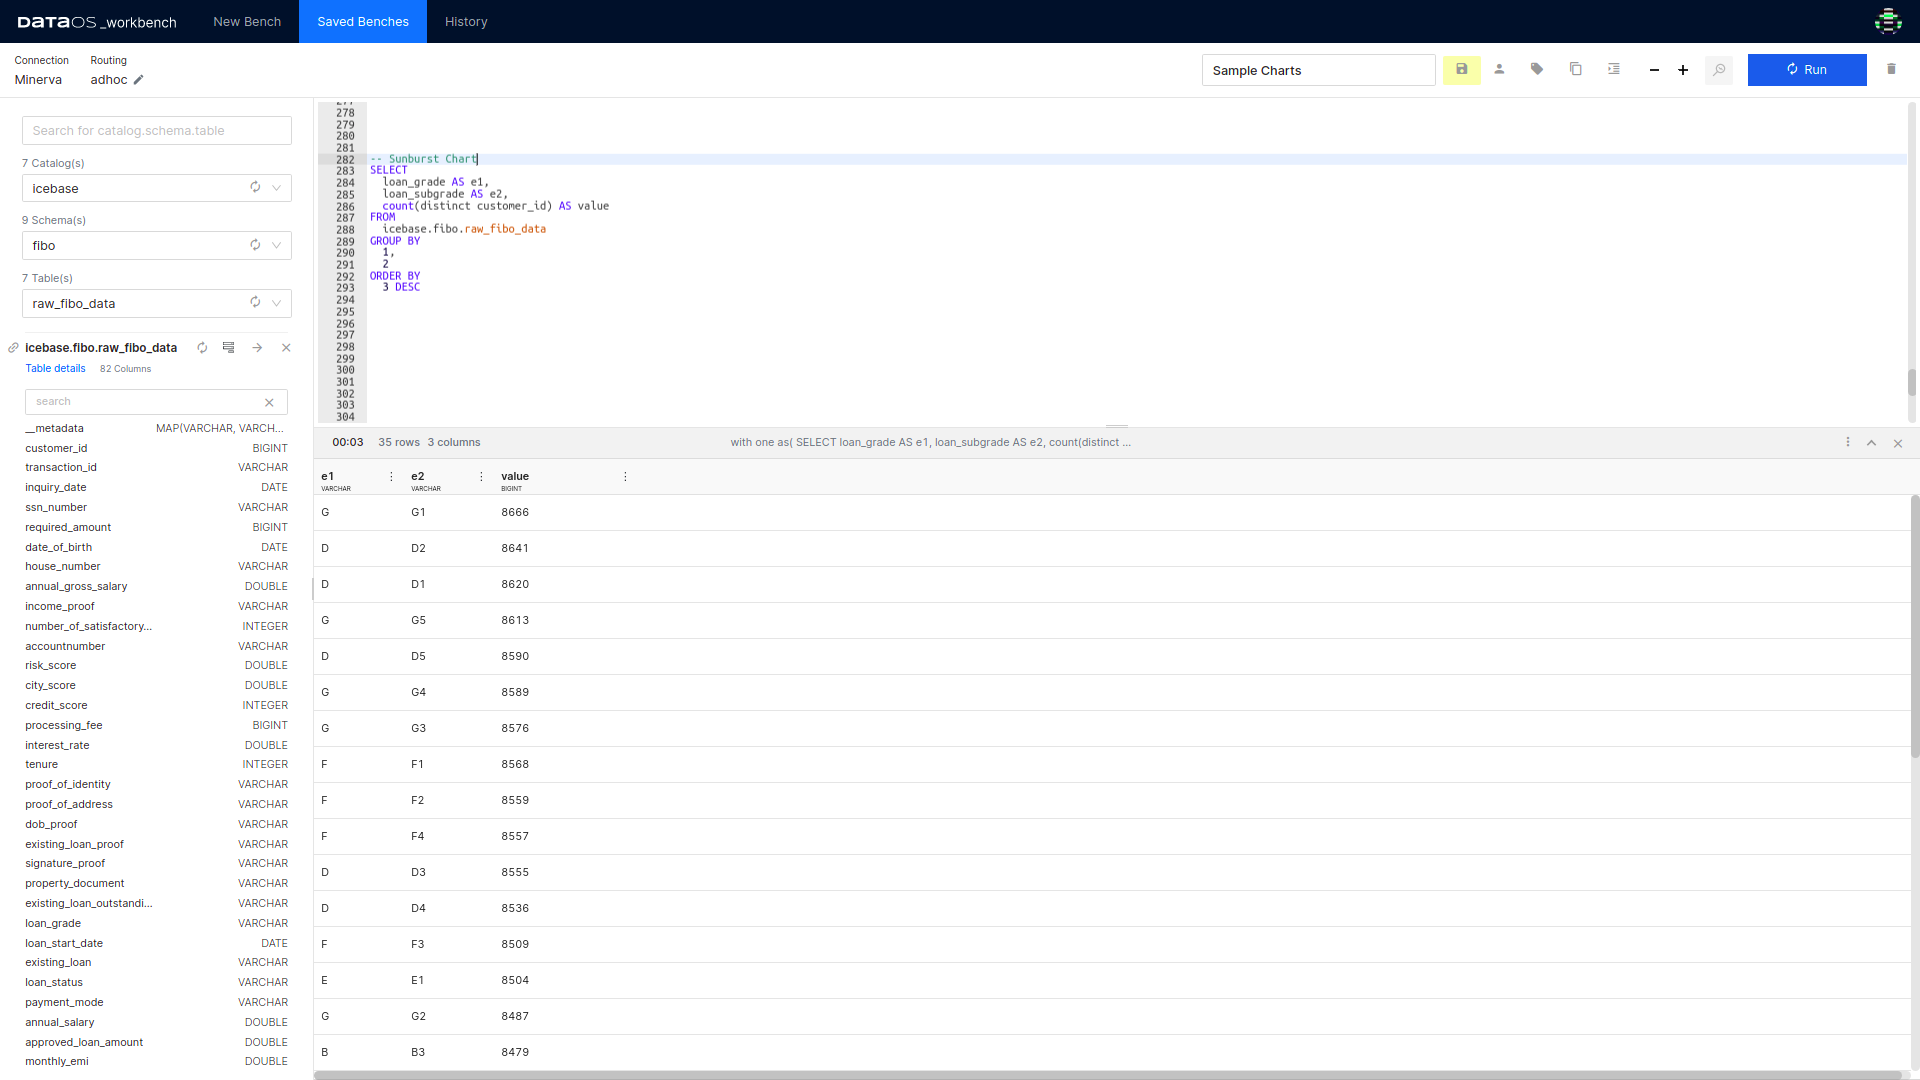 DATAOS _workbench
New Bench
Saved Benches
History
Connection
Minerva
Routing
adhoc
Sample Charts
Run
Search for catalog.schema.table
7 Catalog(s)
icebase
9 Schema(s)
fibo
7 Table(s)
raw_fibo_data
icebase.fibo.raw_fibo_data
Table details 82 Columns
search
__metadata MAP(VARCHAR, VARCH...
customer_id BIGINT
transaction_id VARCHAR
inquiry_date DATE
ssn_number VARCHAR
required_amount BIGINT
date_of_birth DATE
house_number VARCHAR
annual_gross_salary DOUBLE
income_proof VARCHAR
number_of_satisfactory... INTEGER
accountnumber VARCHAR
risk_score DOUBLE
city_score DOUBLE
credit_score INTEGER
processing_fee BIGINT
interest_rate DOUBLE
tenure INTEGER
proof_of_identity VARCHAR
proof_of_address VARCHAR
dob_proof VARCHAR
existing_loan_proof VARCHAR
signature_proof VARCHAR
property_document VARCHAR
existing_loan_outstandi... VARCHAR
loan_grade VARCHAR
loan_start_date DATE
existing_loan VARCHAR
loan_status VARCHAR
payment_mode VARCHAR
annual_salary DOUBLE
approved_loan_amount DOUBLE
monthly_emi DOUBLE
277
278
279
280
281
282 -- Sunburst Chart
283 SELECT
284 loan_grade AS e1,
285 loan_subgrade AS e2,
286 count(distinct customer_id) AS value
287 FROM
288 icebase.fibo.raw_fibo_data
289 GROUP BY
290 1,
291 2
292 ORDER BY
293 3 DESC
294
295
296
297
298
299
300
301
302
303
304
00:03 35 rows 3 columns with one as( SELECT loan_grade AS e1, loan_subgrade AS e2, count(distinct ...
e1 e2 value
VARCHAR VARCHAR BIGINT
G G1 8666
D D2 8641
D D1 8620
G G5 8613
D D5 8590
G G4 8589
G G3 8576
F F1 8568
F F2 8559
F F4 8557
D D3 8555
D D4 8536
F F3 8509
E E1 8504
G G2 8487
B B3 8479